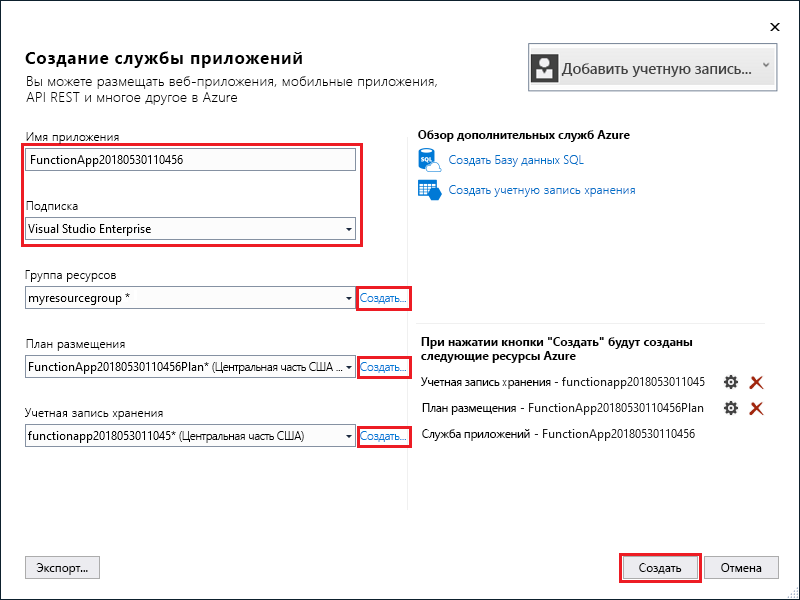 Создание службы приложений
Вы можете размещать веб-приложения, мобильные приложения,
API REST и многое другое в Azure
Добавить учетную запись...
Имя приложения
FunctionApp20180530110456
Подписка
Visual Studio Enterprise
Группа ресурсов
myresourcegroup *
Создать...
План размещения
FunctionApp20180530110456Plan* (Центральная часть США ...
Создать...
Учетная запись хранения
functionapp2018053011045* (Центральная часть США)
Создать...
Обзор дополнительных служб Azure
SQL
Создать Базу данных SQL
Создать учетную запись хранения
При нажатии кнопки "Создать" будут созданы
следующие ресурсы Azure
Учетная запись хранения - functionapp2018053011045
План размещения - FunctionApp20180530110456Plan
Служба приложений - FunctionApp20180530110456
Экспорт...
Создать
Отмена